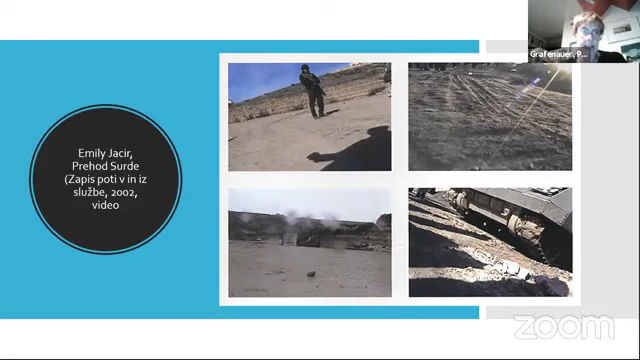 Emily Jacir,
Prehod Surde
(Zapis poti v in iz
službe, 2002,
video
Grafenauer, P...
zoom